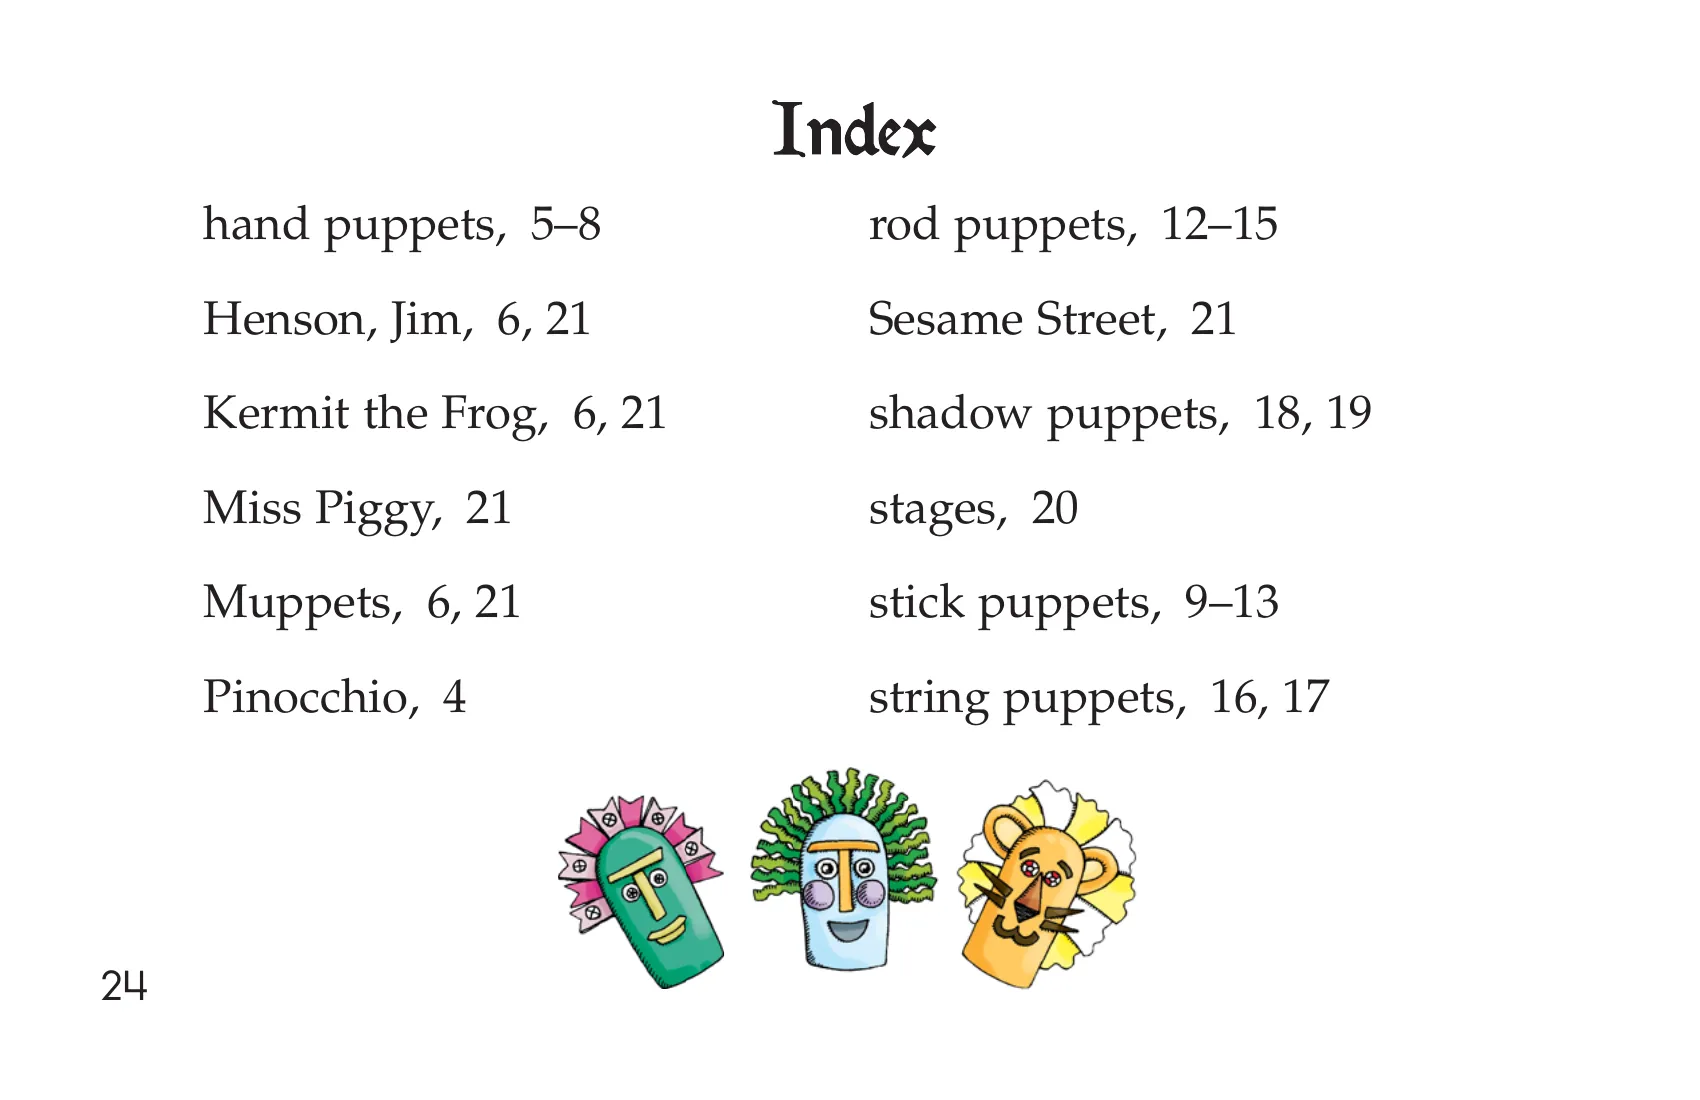 Index
hand puppets, 5–8
Henson, Jim, 6, 21
Kermit the Frog, 6, 21
Miss Piggy, 21
Muppets, 6, 21
Pinocchio, 4
rod puppets, 12–15
Sesame Street, 21
shadow puppets, 18, 19
stages, 20
stick puppets, 9–13
string puppets, 16, 17
24